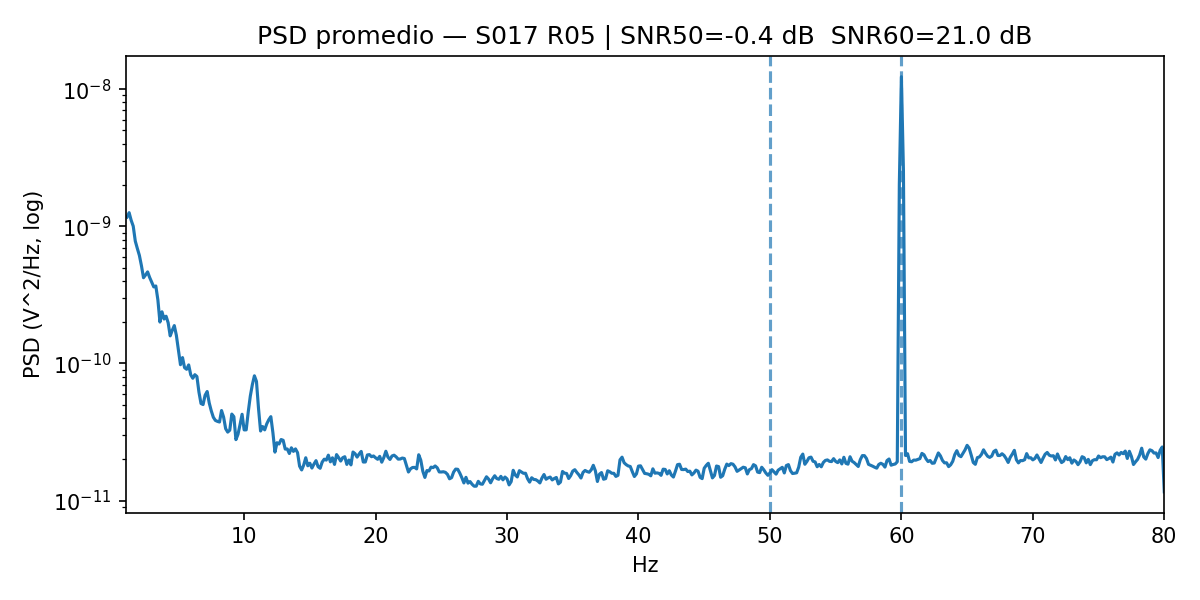 PSD promedio — S017 R05 | SNR50=-0.4 dB  SNR60=21.0 dB
PSD (V^2/Hz, log)
10⁻⁸
10⁻⁹
10⁻¹⁰
10⁻¹¹
10 20 30 40 50 60 70 80
Hz